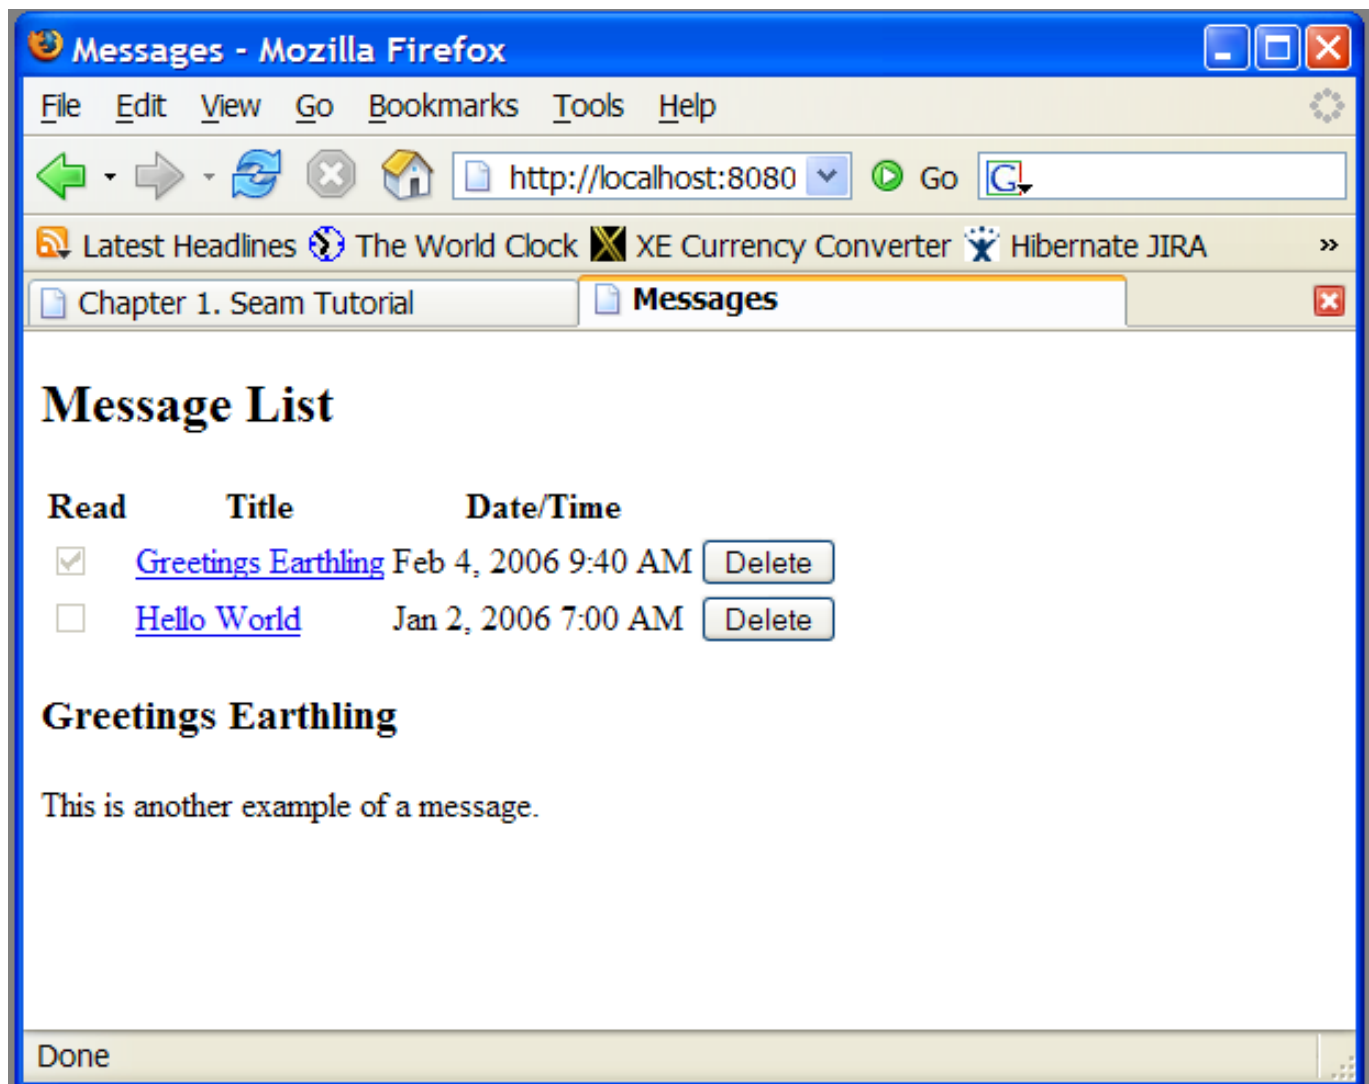 Messages - Mozilla Firefox
File Edit View Go Bookmarks Tools Help
http://localhost:8080 Go G
Latest Headlines The World Clock XE Currency Converter Hibernate JIRA »
Chapter 1. Seam Tutorial Messages
Message List
Read Title Date/Time
Greetings Earthling Feb 4, 2006 9:40 AM Delete
Hello World Jan 2, 2006 7:00 AM Delete
Greetings Earthling
This is another example of a message.
Done